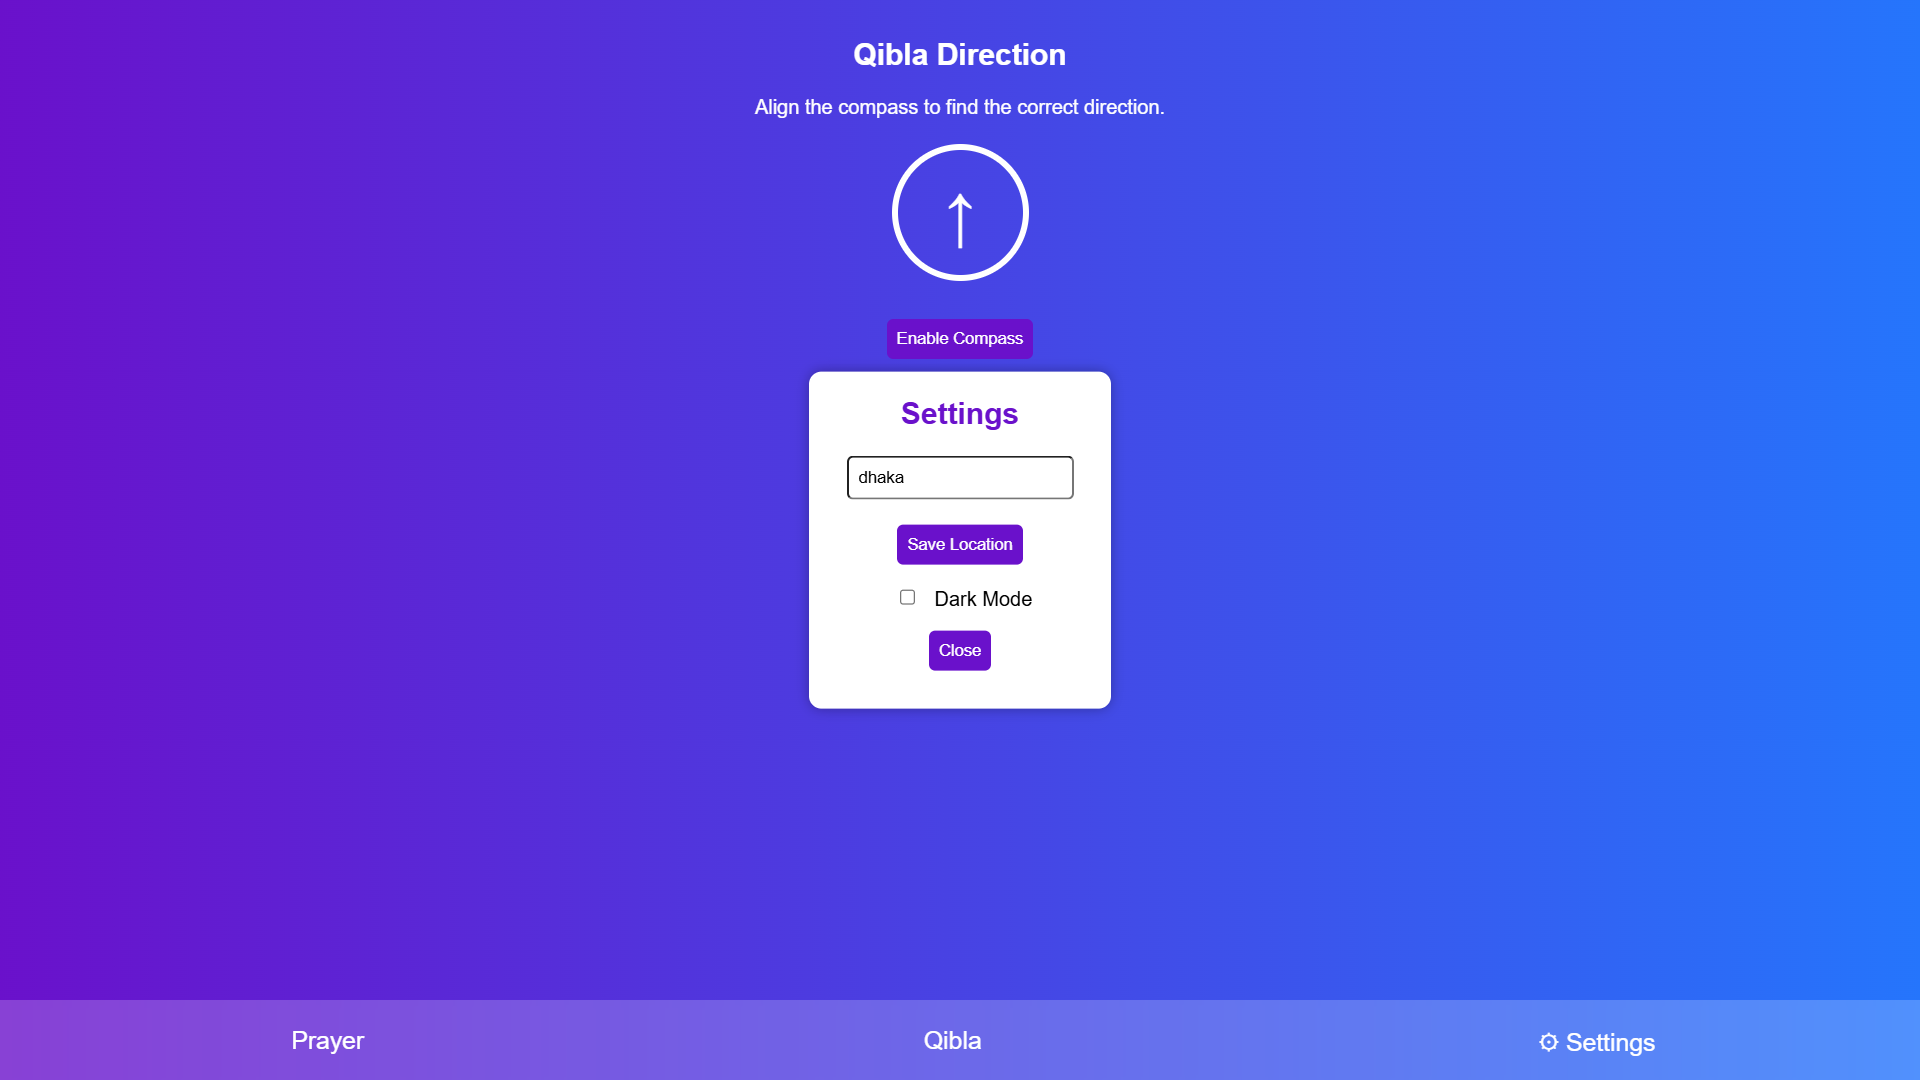 Qibla Direction
Align the compass to find the correct direction.
↑
Enable Compass
Settings
dhaka
Save Location
Dark Mode
Close
Prayer
Qibla
⚙ Settings